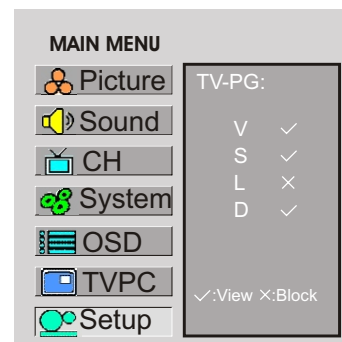 MAIN MENU
Picture
Sound
CH
System
OSD
TVPC
Setup
TV-PG:
V ✓
S ✓
L ×
D ✓
✓:View ×:Block